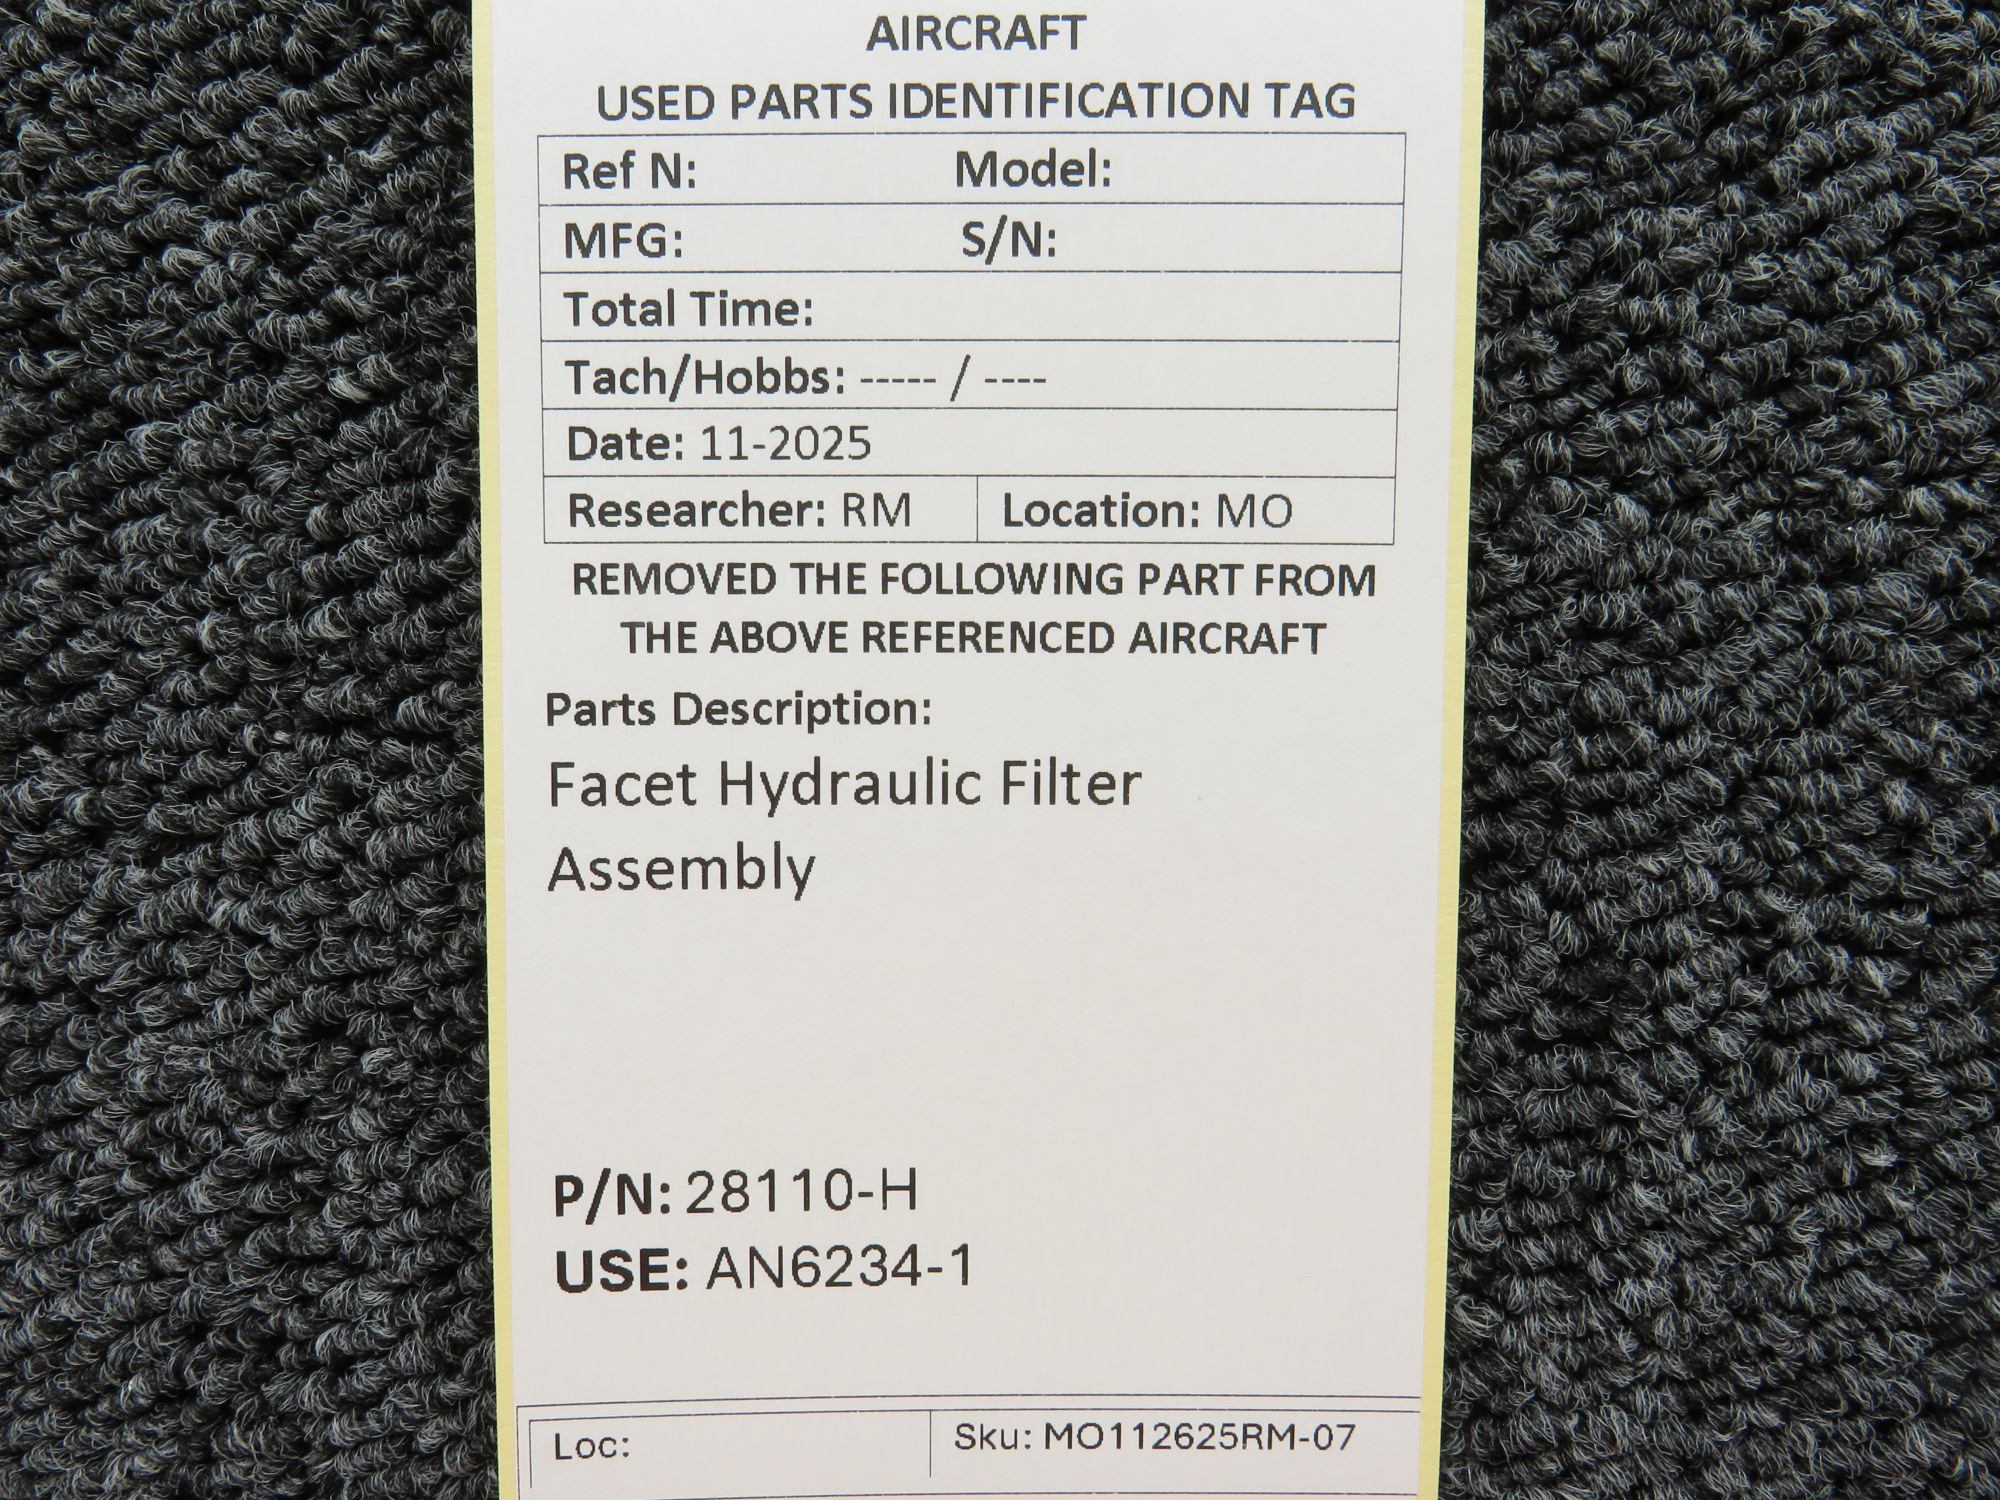 AIRCRAFT
USED PARTS IDENTIFICATION TAG
Ref N: Model:
MFG: S/N:
Total Time:
Tach/Hobbs: ----- / ----
Date: 11-2025
Researcher: RM Location: MO
REMOVED THE FOLLOWING PART FROM
THE ABOVE REFERENCED AIRCRAFT
Parts Description:
Facet Hydraulic Filter
Assembly
P/N: 28110-H
USE: AN6234-1
Loc: Sku: MO112625RM-07